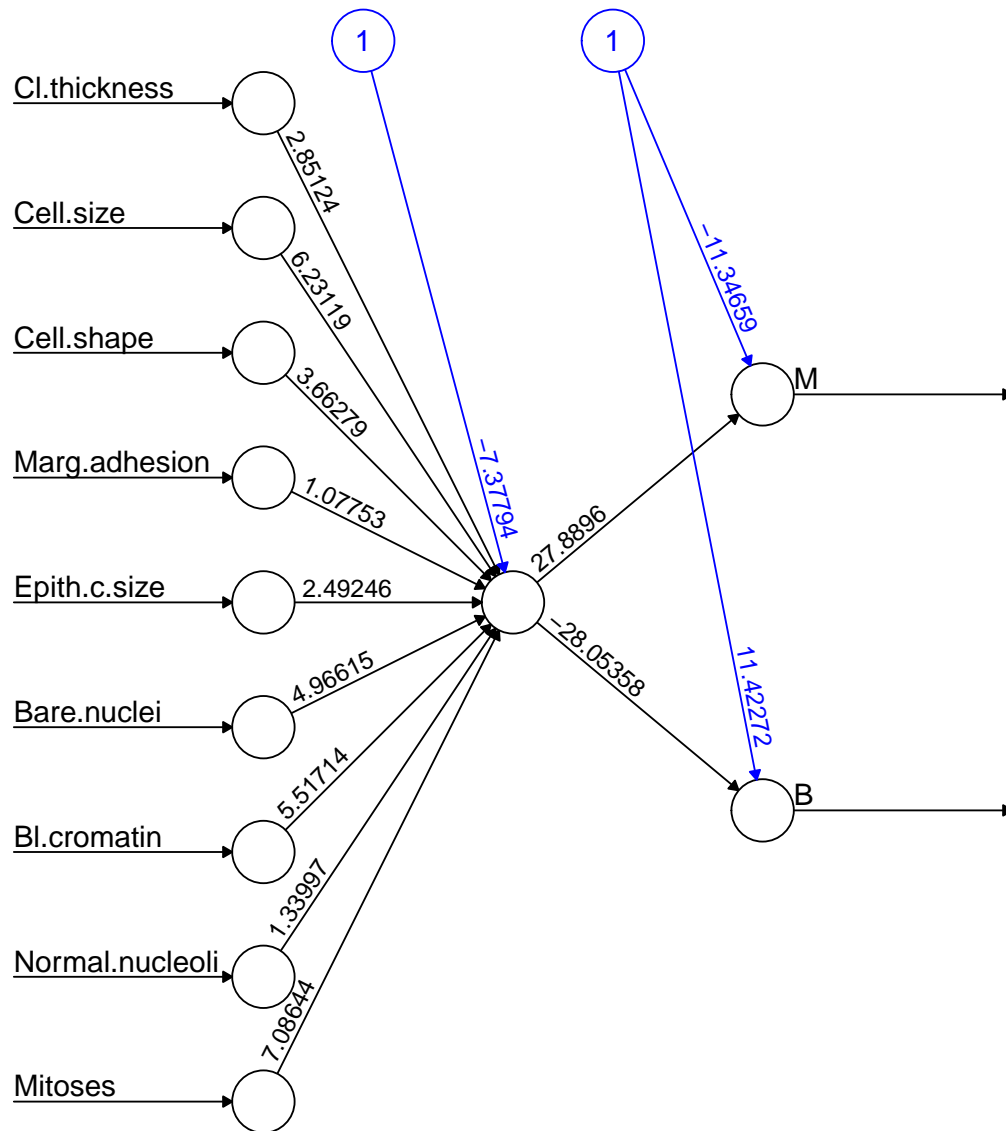 1
1
Cl.thickness
2.85124
Cell.size
6.23119
−11.34659
Cell.shape
3.66279
M
Marg.adhesion
1.07753
−7.37794
27.8896
Epith.c.size
2.49246
−28.05358
11.42272
Bare.nuclei
4.96615
B
Bl.cromatin
5.51714
Normal.nucleoli
1.33997
Mitoses
7.08644